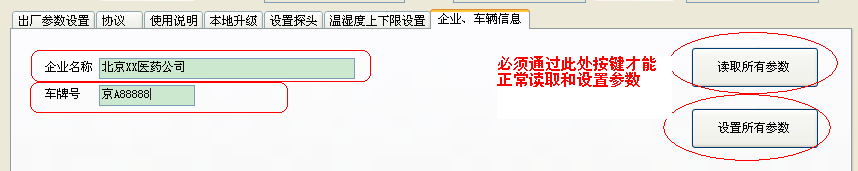 出厂参数设置 协议 使用说明 本地升级 设置探头 温湿度上下限设置 企业、车辆信息
企业名称 北京XX医药公司
车牌号 京A88888
必须通过此处按键才能
正常读取和设置参数
读取所有参数
设置所有参数